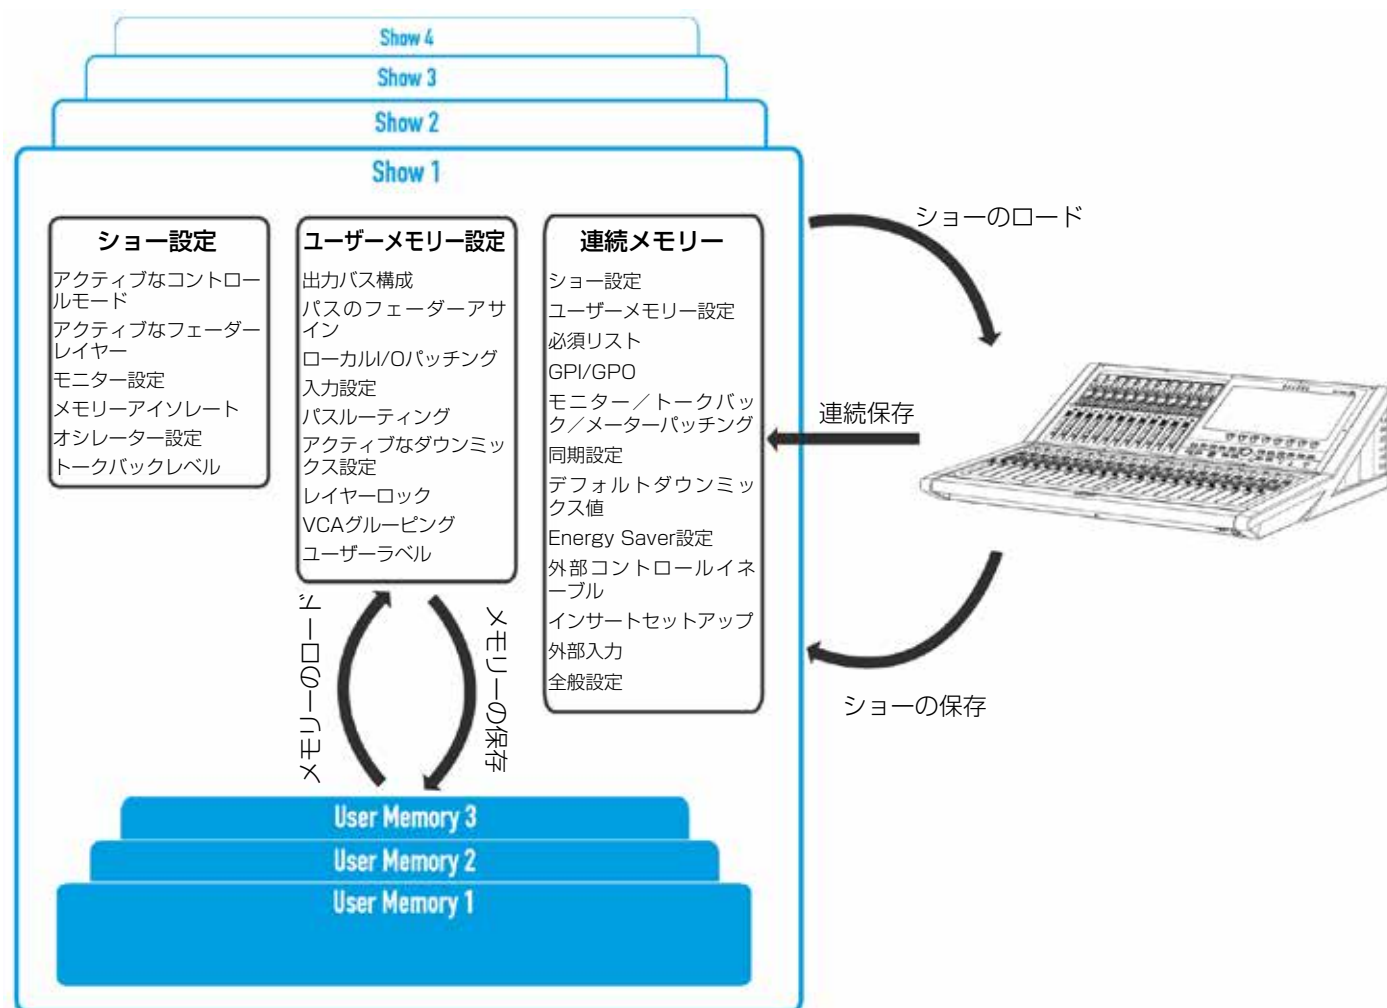 Show 4
Show 3
Show 2
Show 1
ショー設定
アクティブなコントロー
ルモード
アクティブなフェーダー
レイヤー
モニター設定
メモリーアイソレート
オシレーター設定
トークバックレベル
ユーザーメモリー設定
出力バス構成
パスのフェーダーアサ
イン
ローカルI/Oパッチング
入力設定
パスルーティング
アクティブなダウンミッ
クス設定
レイヤーロック
VCAグルーピング
ユーザーラベル
連続メモリー
ショー設定
ユーザーメモリー設定
必須リスト
GPI/GPO
モニター／トークバッ
ク／メーターパッチング
同期設定
デフォルトダウンミッ
クス値
Energy Saver設定
外部コントロールイネ
ーブル
インサートセットアップ
外部入力
全般設定
ショーのロード
連続保存
ショーの保存
メモリーのロード
メモリーの保存
User Memory 3
User Memory 2
User Memory 1